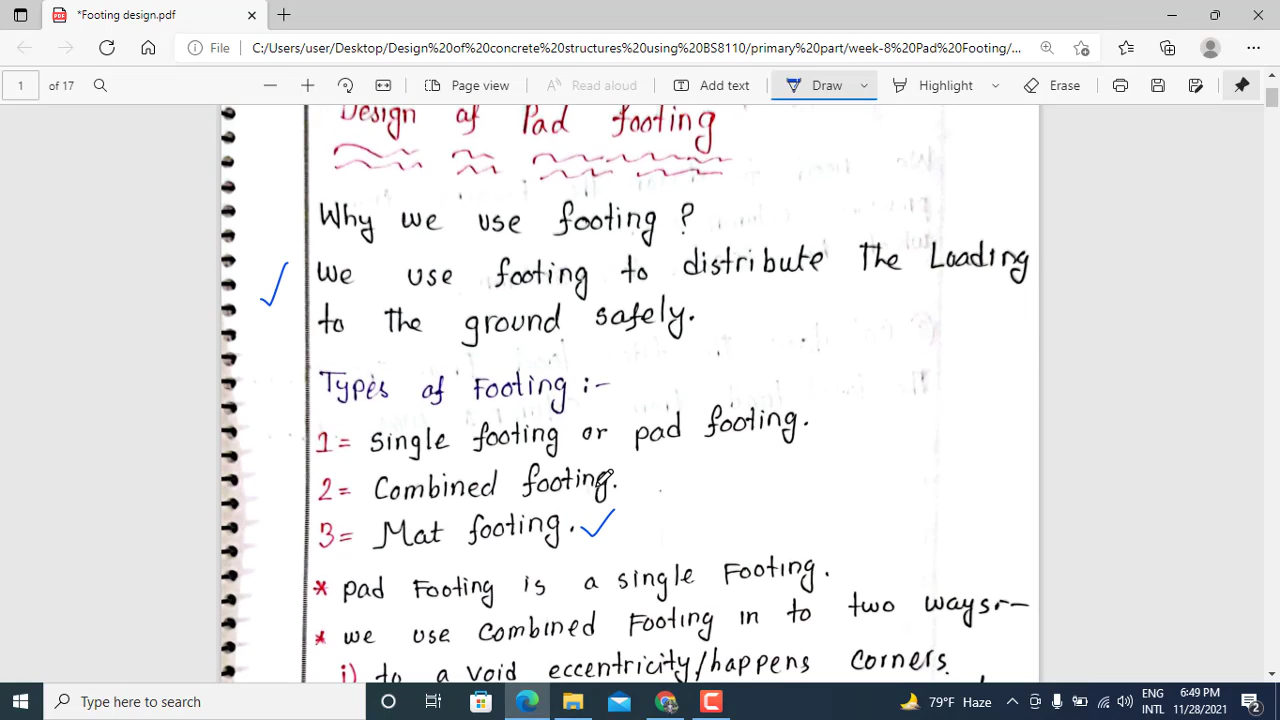 *Footing design.pdf
File
C:/Users/user/Desktop/Design%20of%20concrete%20structures%20using%20BS8110/primary%20part/week-8%20Pad%20Footing/...
1 of 17
Page view
Read aloud
Add text
Draw
Highlight
Erase
Design of Pad footing
Why we use footing ?
We use footing to distribute The Loading
to the ground safely.
Types of Footing :-
1= Single footing or pad footing.
2= Combined footing.
3= Mat footing.
* pad Footing is a single Footing.
* we use combined Footing in to two ways:-
i) to a void eccentricity/happens corners.
Type here to search
79°F Haze
ENG
INTL
8:49 PM
11/28/2021
2